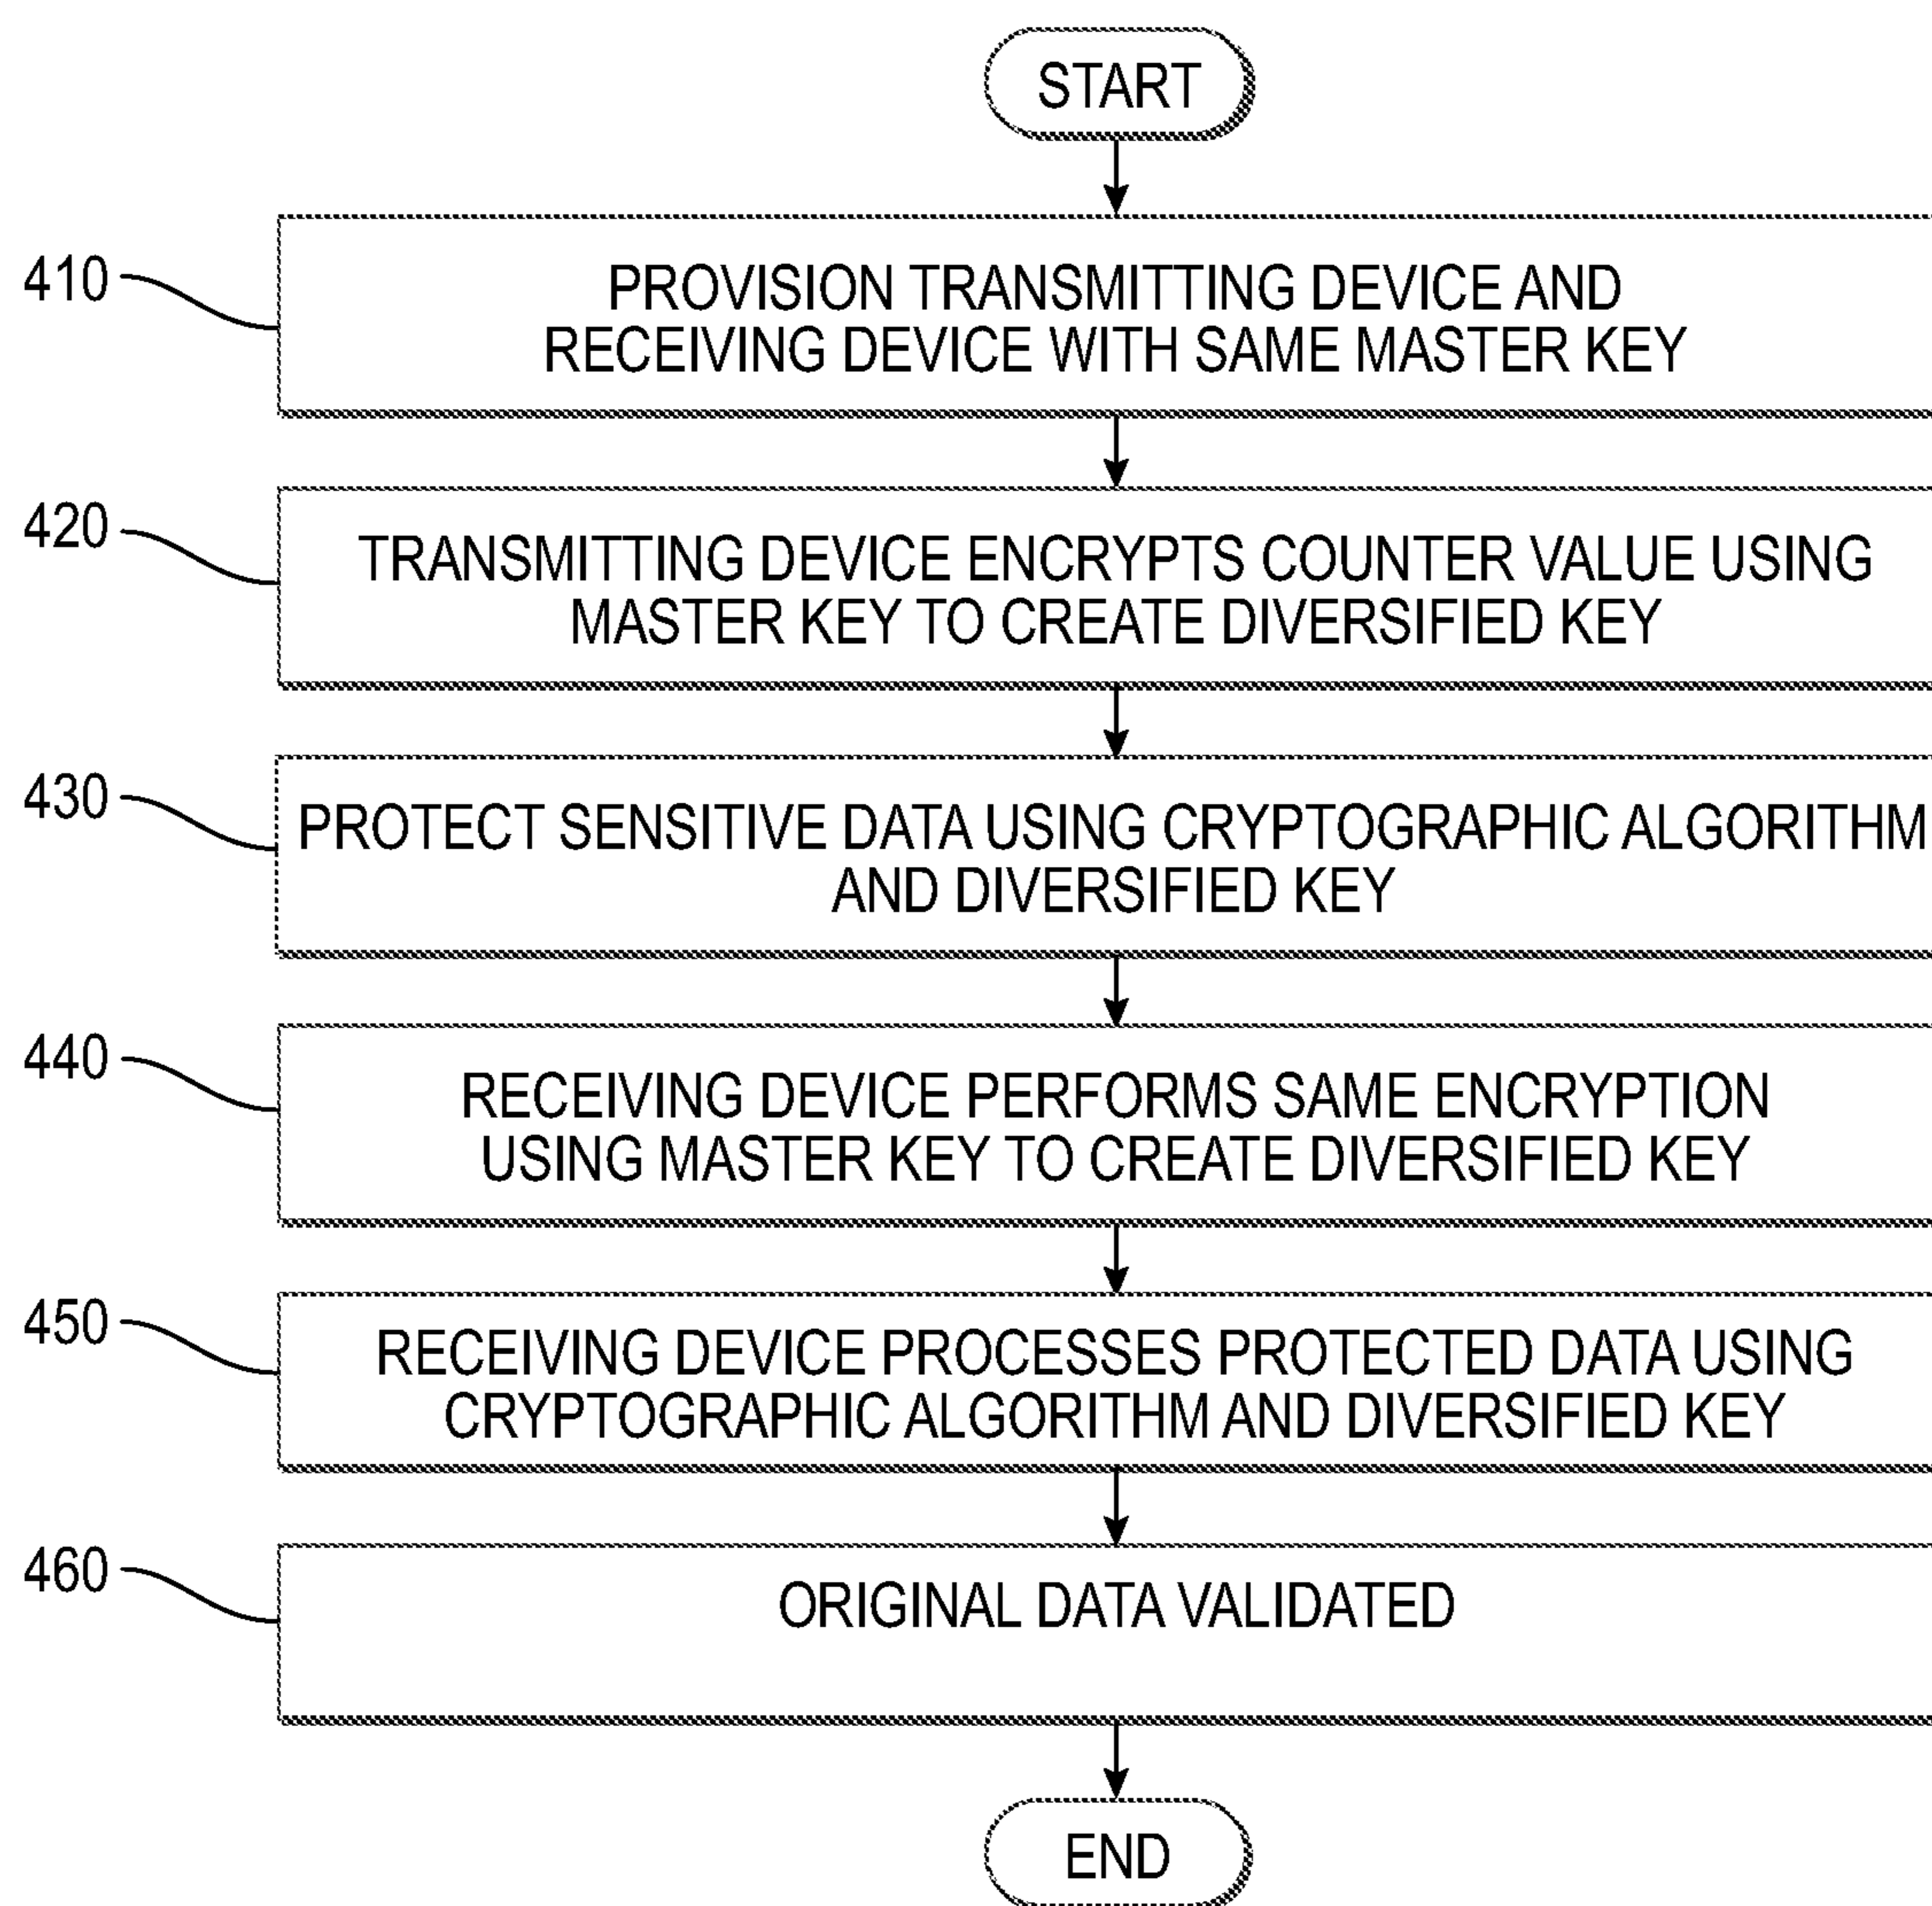 START
410
PROVISION TRANSMITTING DEVICE AND
RECEIVING DEVICE WITH SAME MASTER KEY
420
TRANSMITTING DEVICE ENCRYPTS COUNTER VALUE USING
MASTER KEY TO CREATE DIVERSIFIED KEY
430
PROTECT SENSITIVE DATA USING CRYPTOGRAPHIC ALGORITHM
AND DIVERSIFIED KEY
440
RECEIVING DEVICE PERFORMS SAME ENCRYPTION
USING MASTER KEY TO CREATE DIVERSIFIED KEY
450
RECEIVING DEVICE PROCESSES PROTECTED DATA USING
CRYPTOGRAPHIC ALGORITHM AND DIVERSIFIED KEY
460
ORIGINAL DATA VALIDATED
END